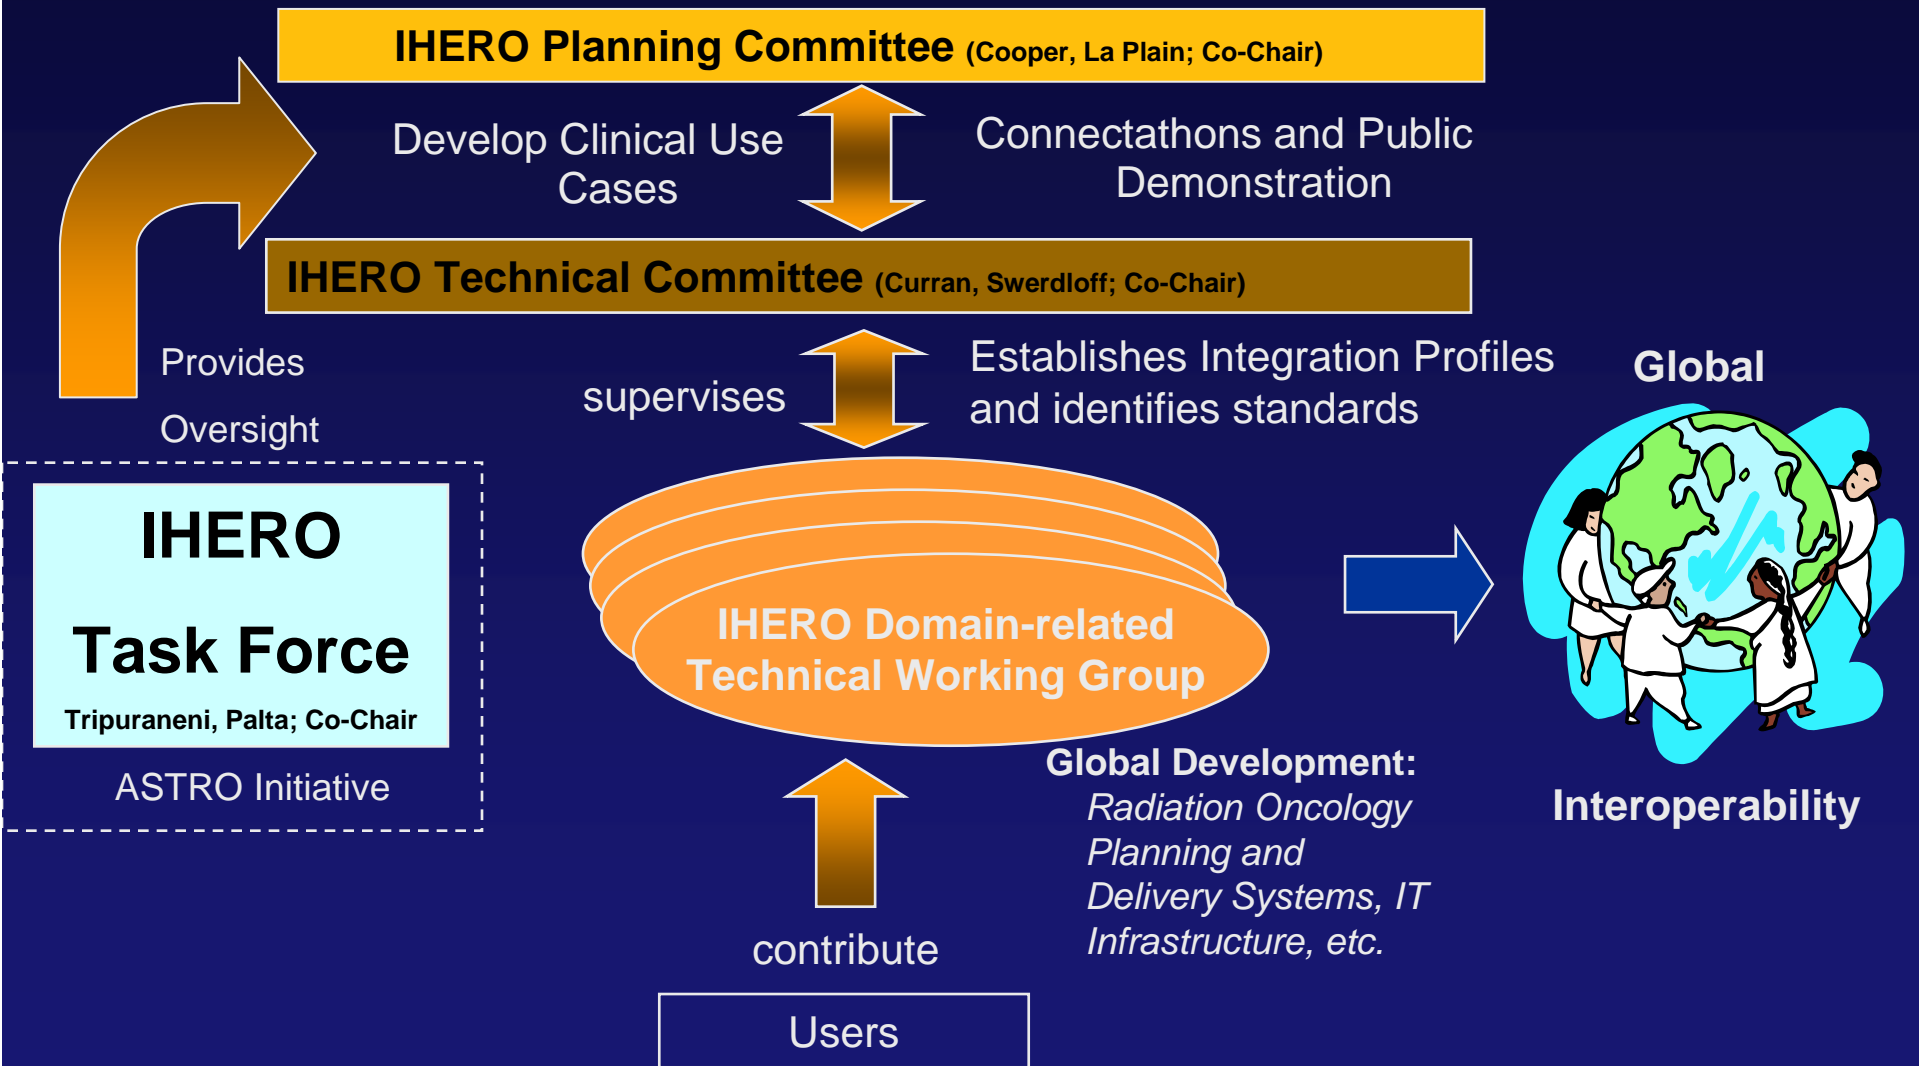 IHERO Planning Committee (Cooper, La Plain; Co-Chair)
Develop Clinical Use
Cases
Connectathons and Public
Demonstration
IHERO Technical Committee (Curran, Swerdloff; Co-Chair)
Provides
Oversight
supervises
Establishes Integration Profiles
and identifies standards
Global
IHERO
Task Force
Tripuraneni, Palta; Co-Chair
ASTRO Initiative
IHERO Domain-related
Technical Working Group
Global Development:
Radiation Oncology
Planning and
Delivery Systems, IT
Infrastructure, etc.
Interoperability
contribute
Users